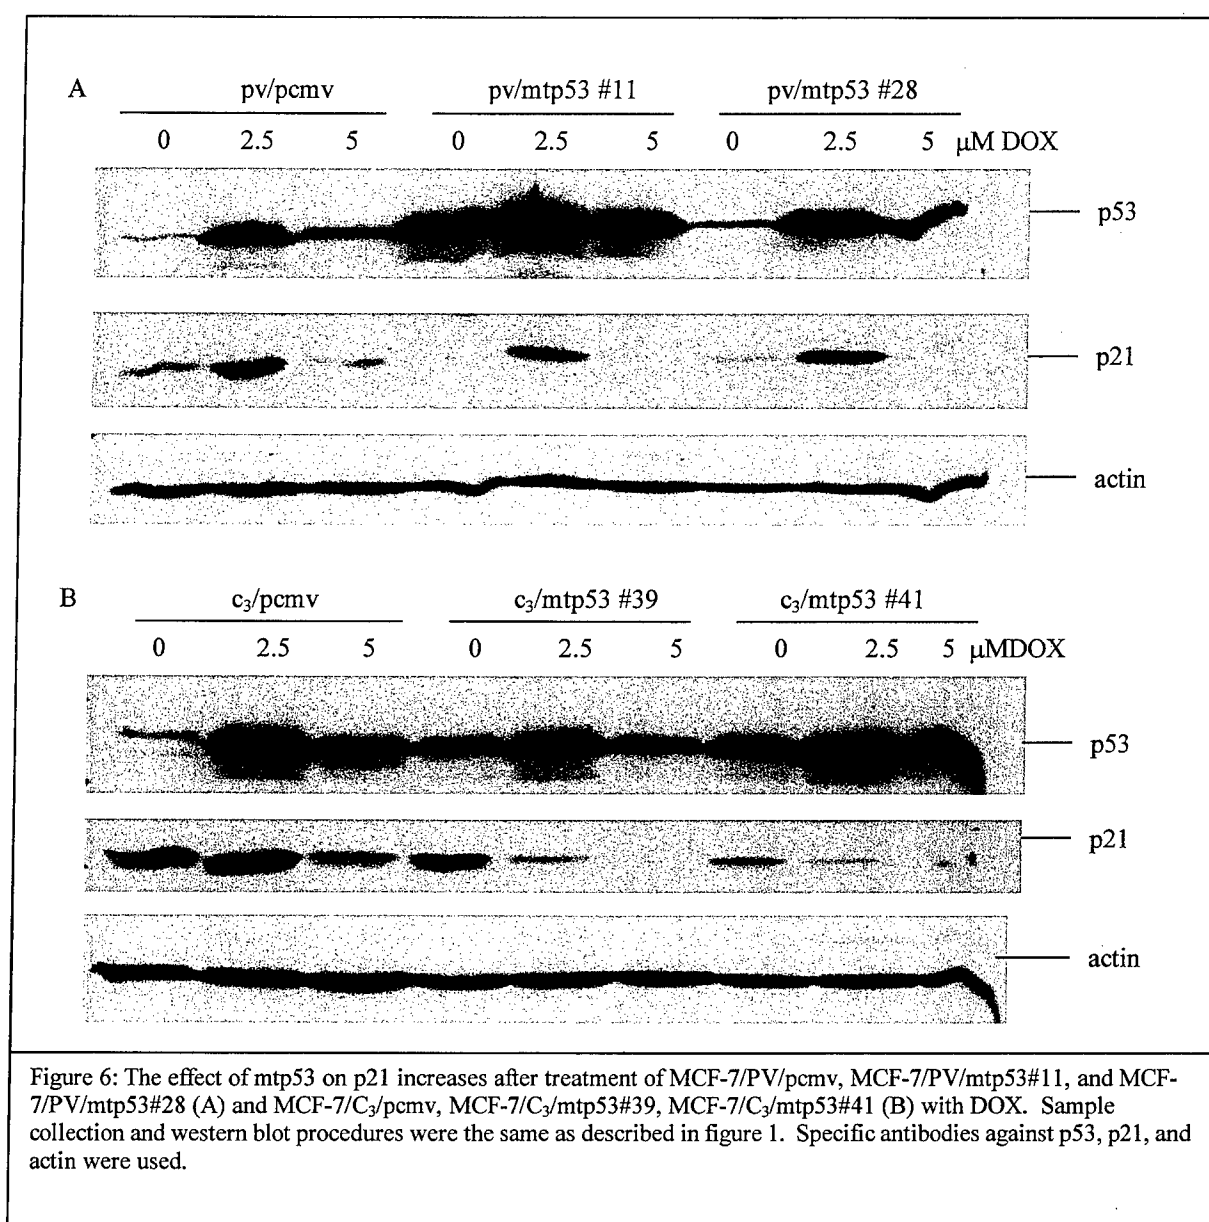 A
pv/pcmv pv/mtp53 #11 pv/mtp53 #28
0 2.5 5 0 2.5 5 0 2.5 5 μM DOX
p53
p21
actin
B
c₃/pcmv c₃/mtp53 #39 c₃/mtp53 #41
0 2.5 5 0 2.5 5 0 2.5 5 μMDOX
p53
p21
actin
Figure 6: The effect of mtp53 on p21 increases after treatment of MCF-7/PV/pcmv, MCF-7/PV/mtp53#11, and MCF-
7/PV/mtp53#28 (A) and MCF-7/C₃/pcmv, MCF-7/C₃/mtp53#39, MCF-7/C₃/mtp53#41 (B) with DOX. Sample
collection and western blot procedures were the same as described in figure 1. Specific antibodies against p53, p21, and
actin were used.